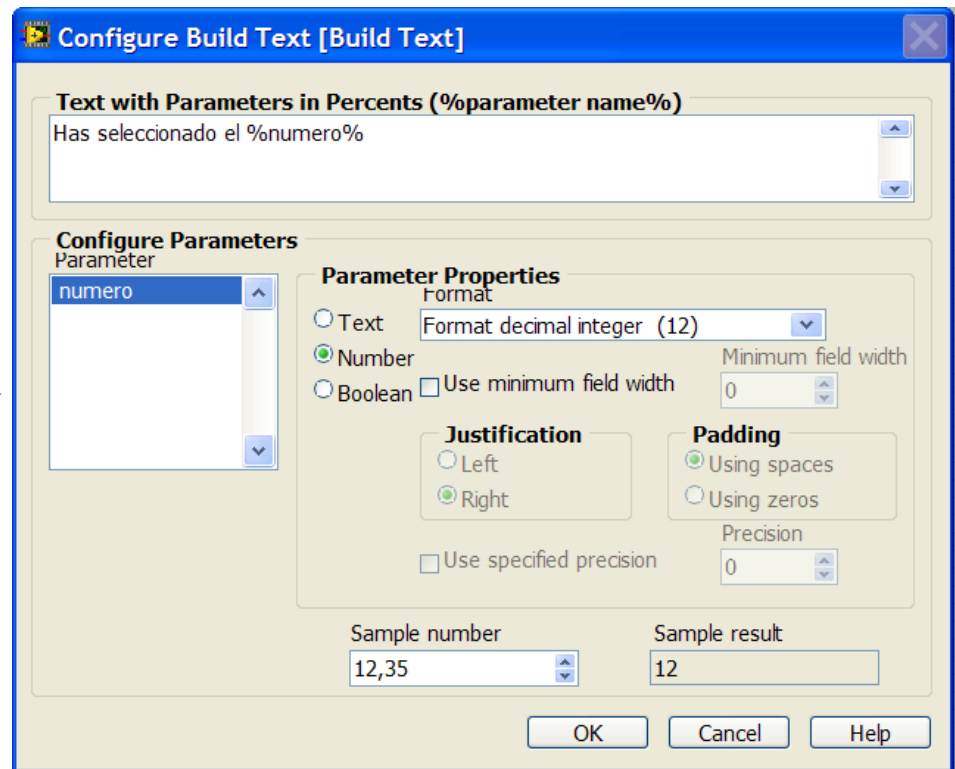 Configure Build Text [Build Text]
Text with Parameters in Percents (%parameter name%)
Has seleccionado el %numero%
Configure Parameters
Parameter
numero
Parameter Properties
Format
Text
Format decimal integer (12)
Number
Boolean
Use minimum field width
Minimum field width
0
Justification
Left
Right
Padding
Using spaces
Using zeros
Use specified precision
Precision
0
Sample number
12,35
Sample result
12
OK
Cancel
Help